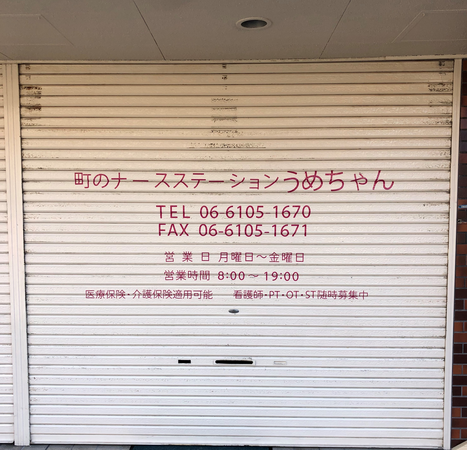 町のナースステーションうめちゃん
TEL 06-6105-1670
FAX 06-6105-1671
営業日 月曜日～金曜日
営業時間 8:00～19:00
医療保険・介護保険適用可能 看護師・PT・OT・ST随時募集中